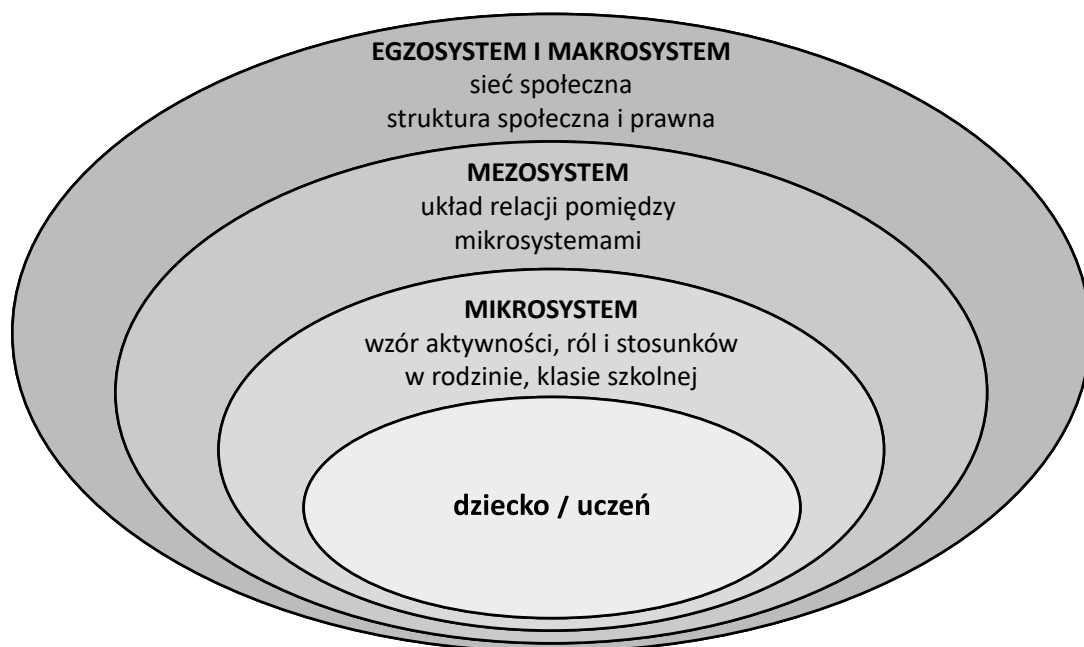 EGZOSYSTEM I MAKROSYSTEM
sieć społeczna
struktura społeczna i prawna
MEZOSYSTEM
układ relacji pomiędzy
mikrosystemami
MIKROSYSTEM
wzór aktywności, ról i stosunków
w rodzinie, klasie szkolnej
dziecko / uczeń